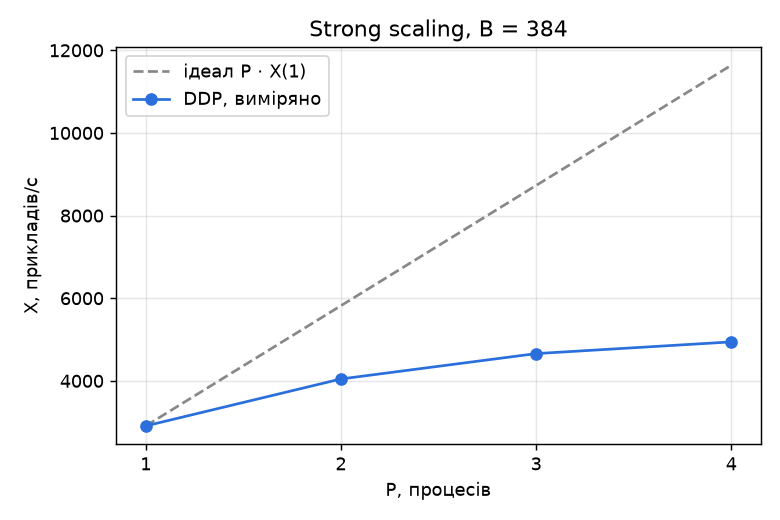 Strong scaling, B = 384
ідеал P · X(1)
DDP, виміряно
12000
10000
8000
6000
4000
X, прикладів/с
1
2
3
4
P, процесів